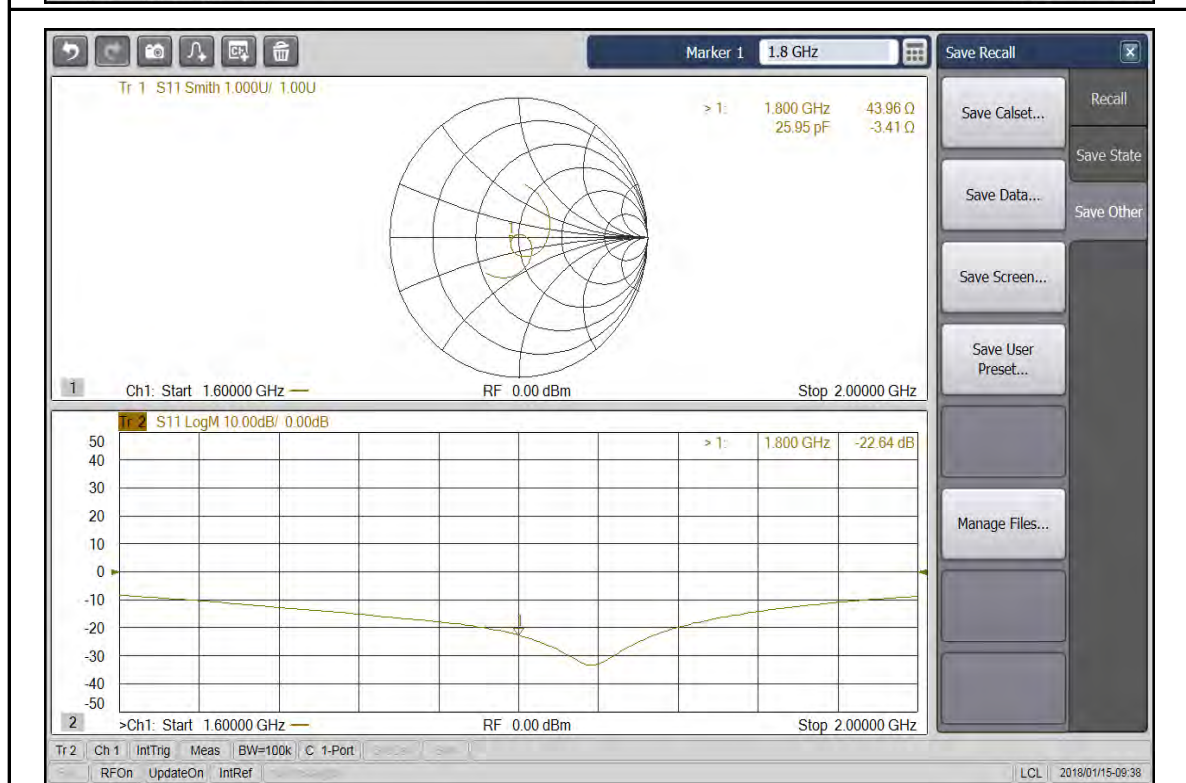 Marker 1 1.8 GHz
Save Recall
Tr 1 S11 Smith 1.000U/ 1.00U
> 1: 1.800 GHz 43.96 Ω
25.95 pF -3.41 Ω
1
1 Ch1: Start 1.60000 GHz RF 0.00 dBm Stop 2.00000 GHz
Tr 2 S11 LogM 10.00dB/ 0.00dB
> 1: 1.800 GHz -22.64 dB
50
40
30
20
10
0
-10
-20
-30
-40
-50
1
2 >Ch1: Start 1.60000 GHz RF 0.00 dBm Stop 2.00000 GHz
Save Calset...
Save Data...
Save Screen...
Save User
Preset...
Manage Files...
Recall
Save State
Save Other
Tr 2 Ch 1 IntTrig Meas BW=100k C 1-Port
RFOn UpdateOn IntRef LCL 2018/01/15-09:38